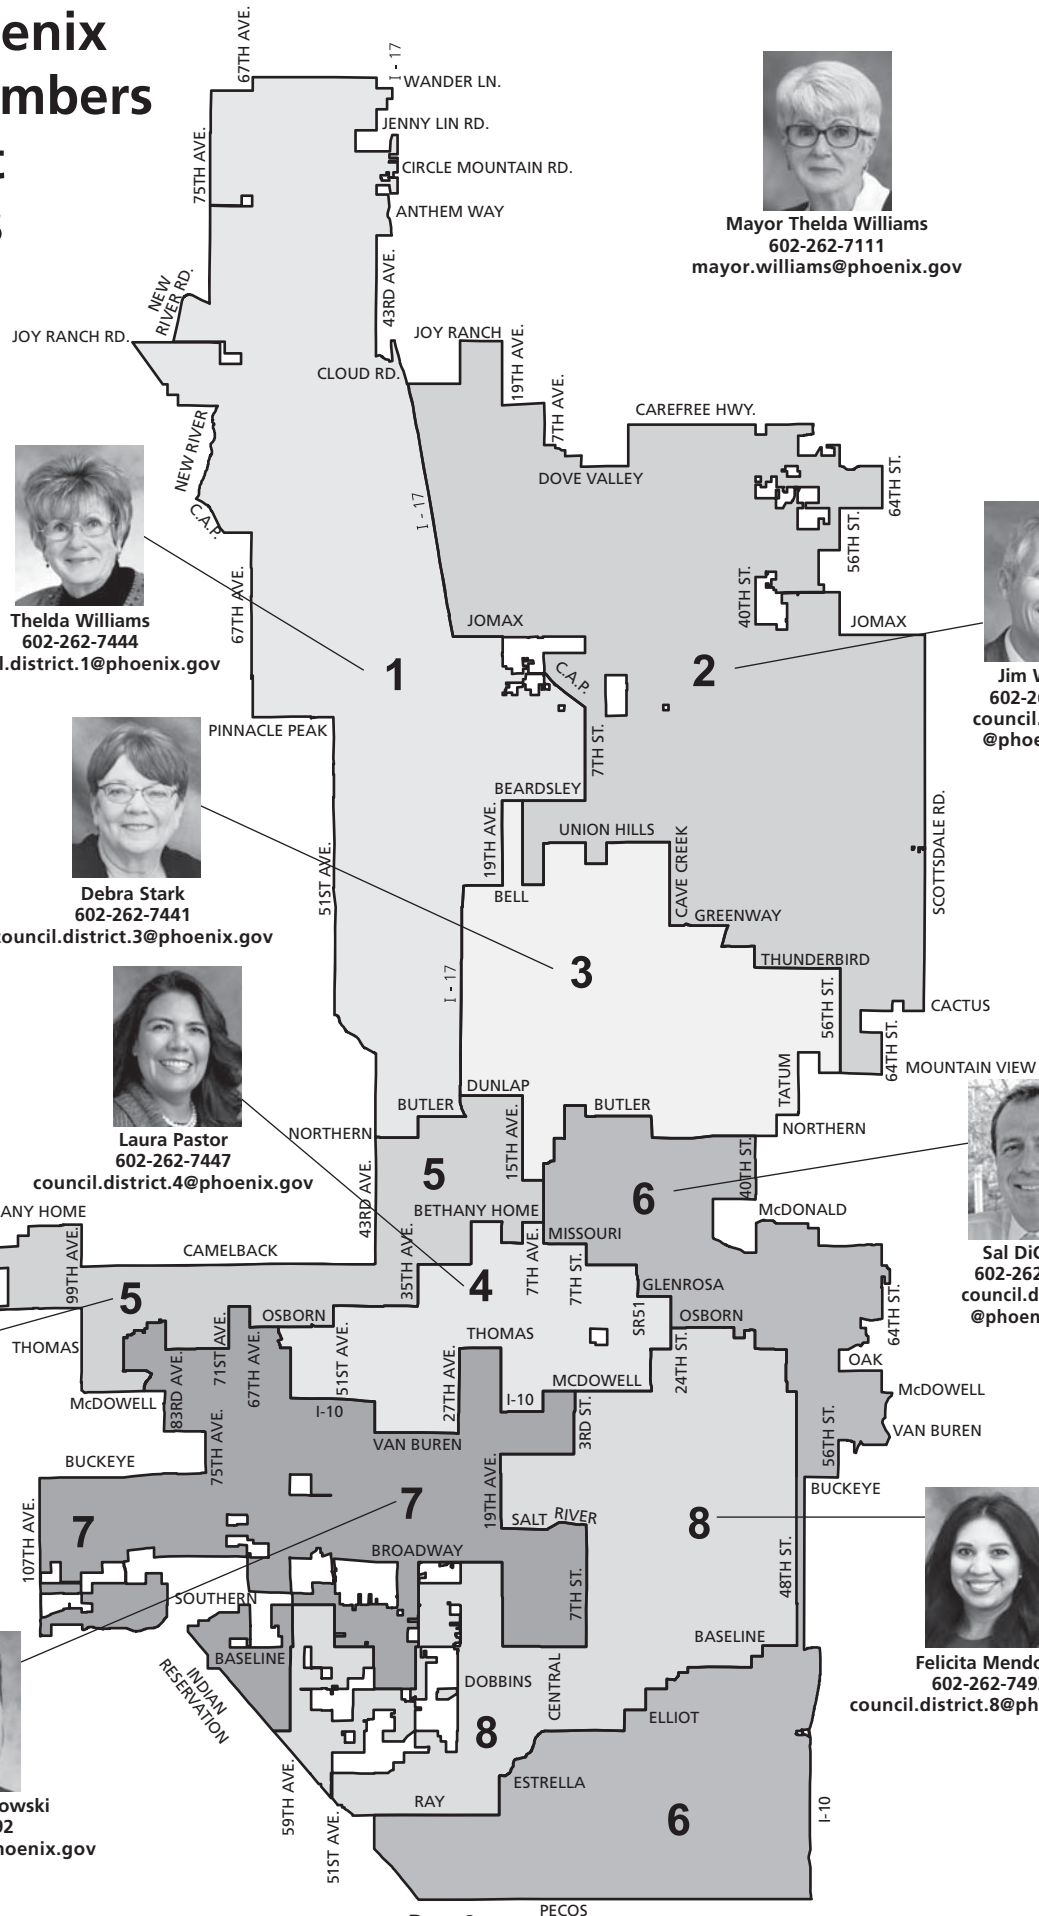 enix
mbers
67TH AVE.
I - 17
WANDER LN.
JENNY LIN RD.
75TH AVE.
CIRCLE MOUNTAIN RD.
ANTHEM WAY
Mayor Thelda Williams
602-262-7111
mayor.williams@phoenix.gov
43RD AVE.
NEW
RIVER RD.
JOY RANCH RD.
JOY RANCH
19TH AVE.
CLOUD RD.
7TH AVE.
CAREFREE HWY.
NEW RIVER
DOVE VALLEY
64TH ST.
C.A.P.
I - 17
56TH ST.
67TH AVE.
40TH ST.
Thelda Williams
602-262-7444
l.district.1@phoenix.gov
JOMAX
JOMAX
1
2
C.A.P.
Jim W
602-26
council.
@phoe
PINNACLE PEAK
7TH ST.
BEARDSLEY
19TH AVE.
UNION HILLS
CAVE CREEK
SCOTTSDALE RD.
51ST AVE.
BELL
Debra Stark
602-262-7441
council.district.3@phoenix.gov
GREENWAY
THUNDERBIRD
3
I - 17
56TH ST.
CACTUS
64TH ST.
MOUNTAIN VIEW
DUNLAP
TATUM
BUTLER
BUTLER
NORTHERN
NORTHERN
Laura Pastor
602-262-7447
council.district.4@phoenix.gov
15TH AVE.
43RD AVE.
5
6
40TH ST.
ANY HOME
BETHANY HOME
McDONALD
99TH AVE.
CAMELBACK
35TH AVE.
7TH AVE.
MISSOURI
7TH ST.
Sal DiC
602-262
council.d
@phoen
5
4
GLENROSA
SR51
64TH ST.
OSBORN
OSBORN
THOMAS
71ST AVE.
67TH AVE.
51ST AVE.
THOMAS
24TH ST.
OAK
83RD AVE.
McDOWELL
I-10
27TH AVE.
I-10
MCDOWELL
McDOWELL
75TH AVE.
VAN BUREN
3RD ST.
56TH ST.
VAN BUREN
BUCKEYE
BUCKEYE
19TH AVE.
7
7
107TH AVE.
SALT RIVER
8
BROADWAY
48TH ST.
7TH ST.
SOUTHERN
BASELINE
BASELINE
INDIAN
RESERVATION
DOBBINS
CENTRAL
Felicita Mendo
602-262-749
council.district.8@ph
ELLIOT
8
59TH AVE.
ESTRELLA
owski
92
hoenix.gov
51ST AVE.
RAY
6
I-10
PECOS